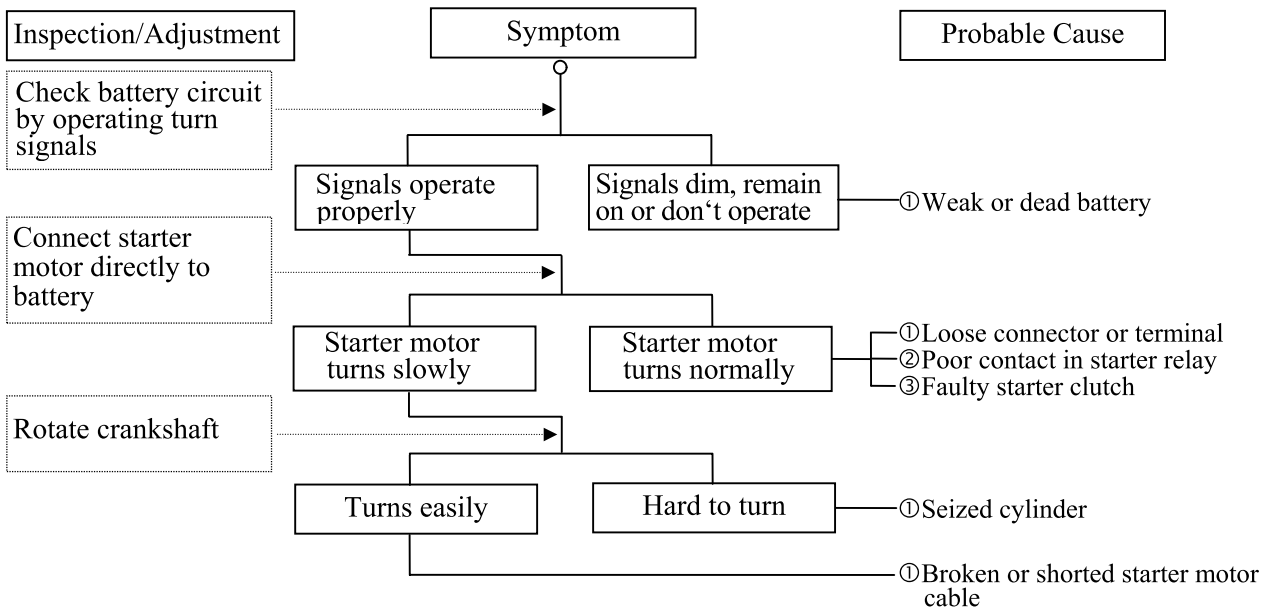 Inspection/Adjustment
Symptom
Probable Cause
Check battery circuit
by operating turn
signals
Signals operate
properly
Signals dim, remain
on or don‘t operate
①Weak or dead battery
Connect starter
motor directly to
battery
Starter motor
turns slowly
Starter motor
turns normally
①Loose connector or terminal
②Poor contact in starter relay
③Faulty starter clutch
Rotate crankshaft
Turns easily
Hard to turn
①Seized cylinder
①Broken or shorted starter motor
cable